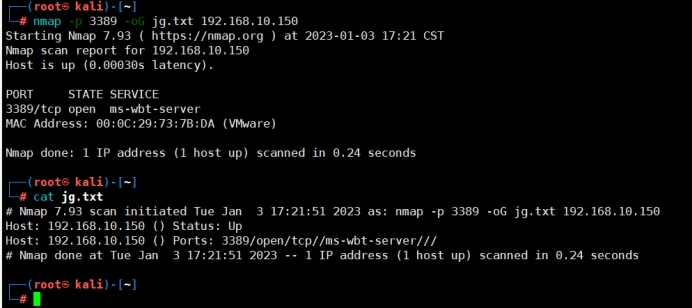 ┌──(root㉿ kali)-[~]
└─# nmap -p 3389 -oG jg.txt 192.168.10.150
Starting Nmap 7.93 ( https://nmap.org ) at 2023-01-03 17:21 CST
Nmap scan report for 192.168.10.150
Host is up (0.00030s latency).
PORT     STATE SERVICE
3389/tcp open  ms-wbt-server
MAC Address: 00:0C:29:73:7B:DA (VMware)
Nmap done: 1 IP address (1 host up) scanned in 0.24 seconds
┌──(root㉿ kali)-[~]
└─# cat jg.txt
# Nmap 7.93 scan initiated Tue Jan  3 17:21:51 2023 as: nmap -p 3389 -oG jg.txt 192.168.10.150
Host: 192.168.10.150 () Status: Up
Host: 192.168.10.150 () Ports: 3389/open/tcp//ms-wbt-server///
# Nmap done at Tue Jan  3 17:21:51 2023 -- 1 IP address (1 host up) scanned in 0.24 seconds
┌──(root㉿ kali)-[~]
└─#